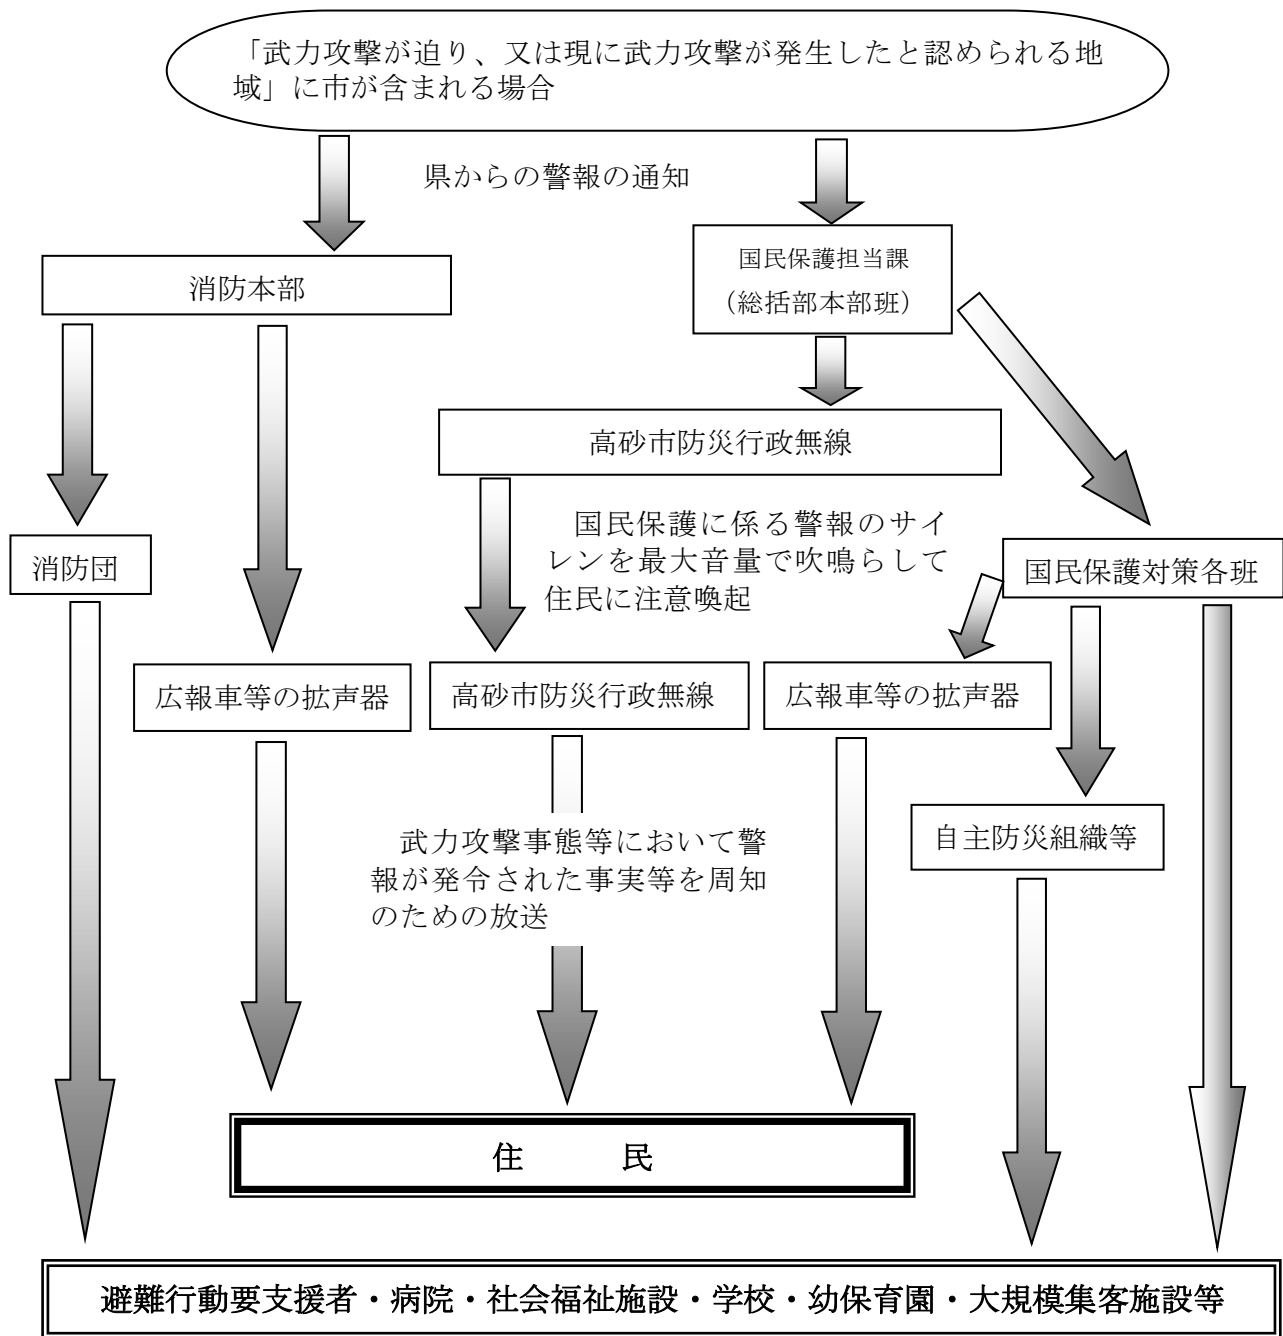 「武力攻撃が迫り、又は現に武力攻撃が発生したと認められる地
域」に市が含まれる場合
県からの警報の通知
消防本部
国民保護担当課
（総括部本部班）
高砂市防災行政無線
国民保護に係る警報のサイ
レンを最大音量で吹鳴らして
住民に注意喚起
消防団
国民保護対策各班
広報車等の拡声器
高砂市防災行政無線
広報車等の拡声器
武力攻撃事態等において警
報が発令された事実等を周知
のための放送
自主防災組織等
住　　　民
避難行動要支援者・病院・社会福祉施設・学校・幼保育園・大規模集客施設等